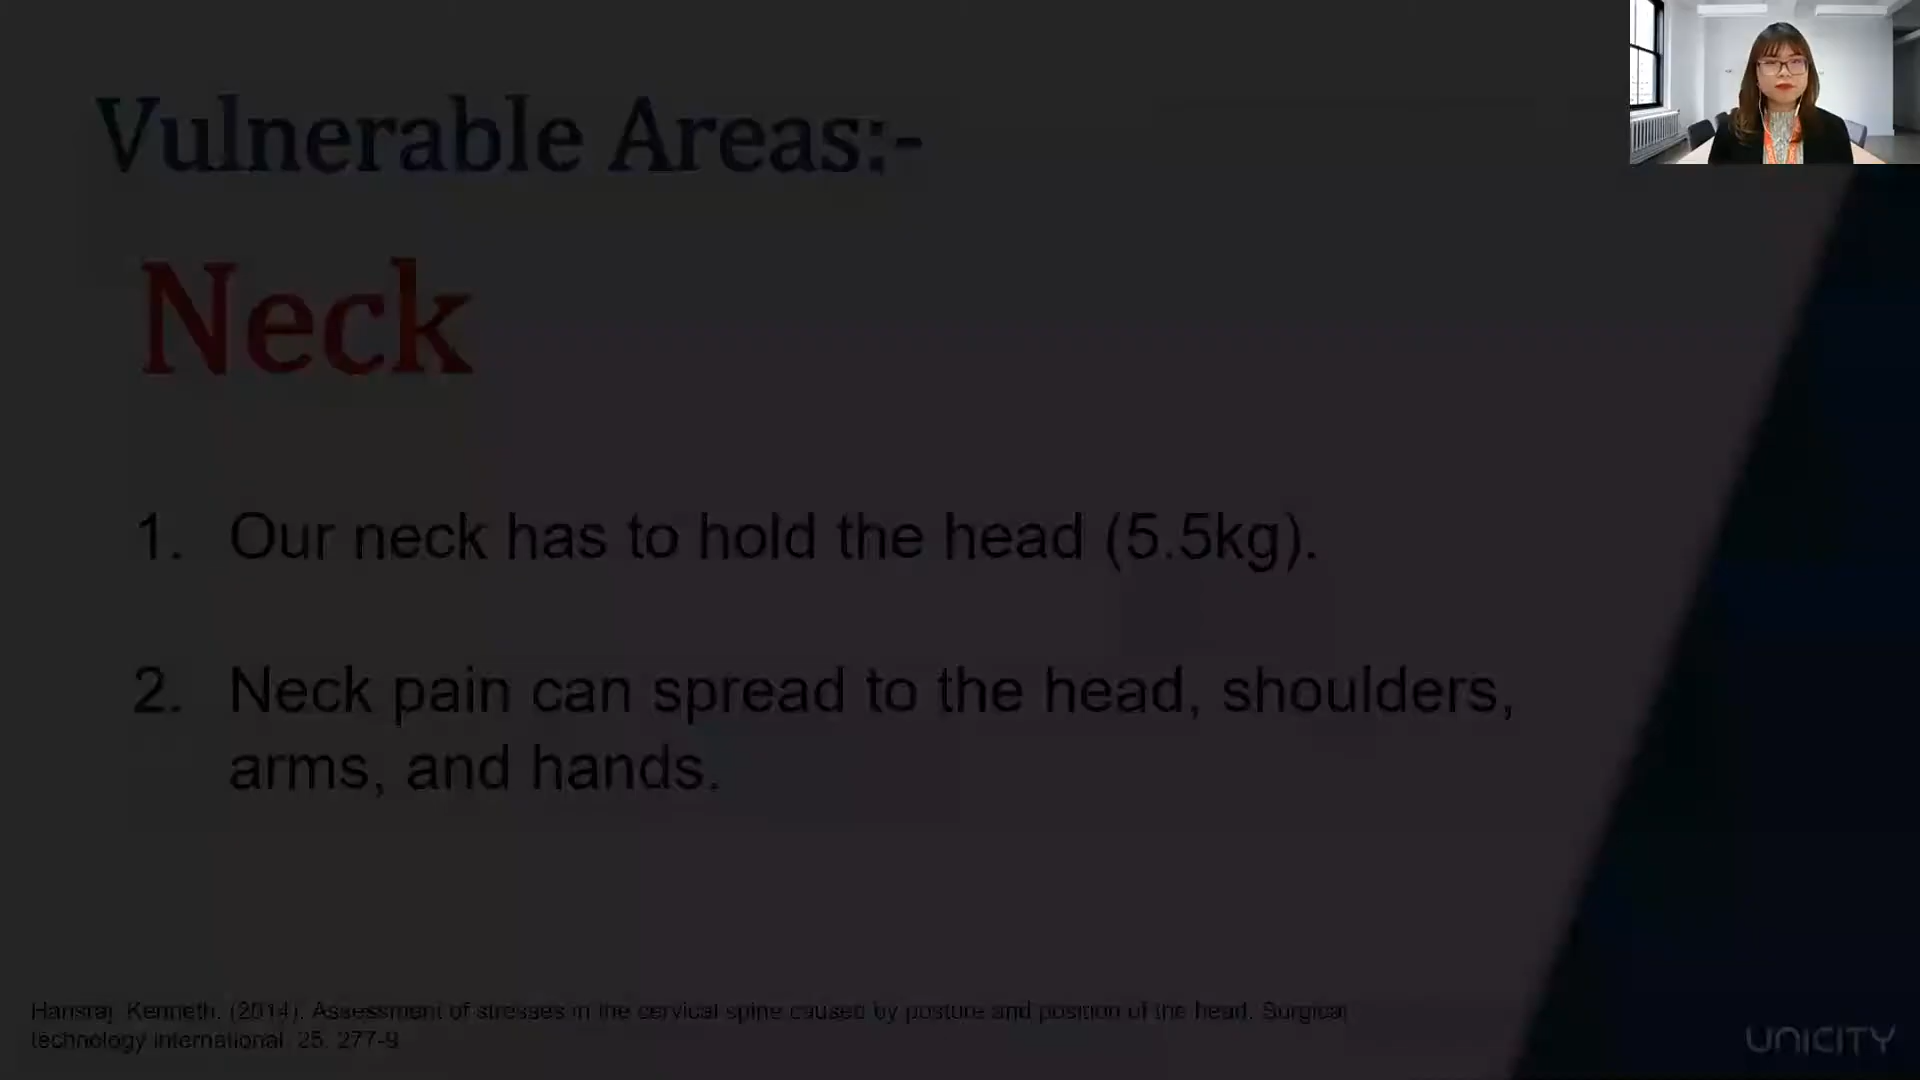 Vulnerable Areas:-
Neck
1. Our neck has to hold the head (5.5kg).
2. Neck pain can spread to the head, shoulders,
arms, and hands.
Hansraj, Kenneth. (2014). Assessment of stresses in the cervical spine caused by posture and position of the head. Surgical
technology international. 25. 277-9.
UNICITY